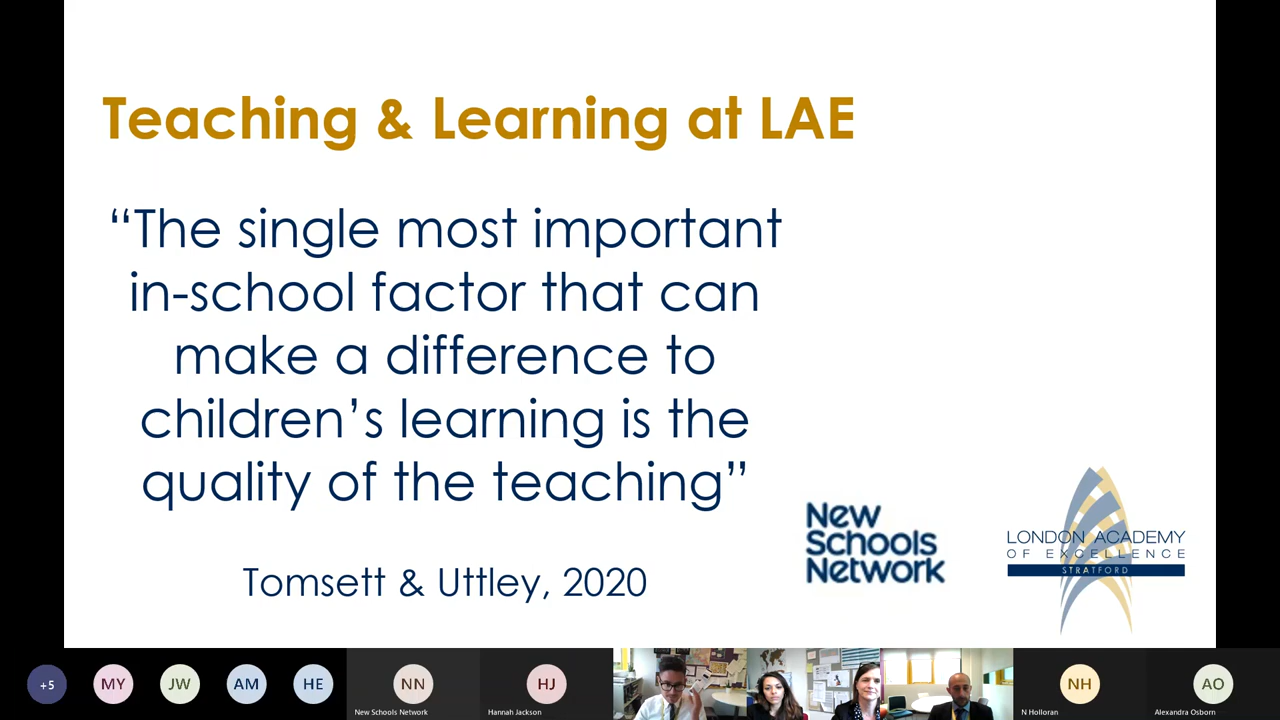 Teaching & Learning at LAE
“The single most important
in-school factor that can
make a difference to
children’s learning is the
quality of the teaching”
Tomsett & Uttley, 2020
New
Schools
Network
LONDON ACADEMY
OF EXCELLENCE
STRATFORD
+5
MY
JW
AM
HE
NN
New Schools Network
HJ
Hannah Jackson
NH
N Holloran
AO
Alexandra Osborn